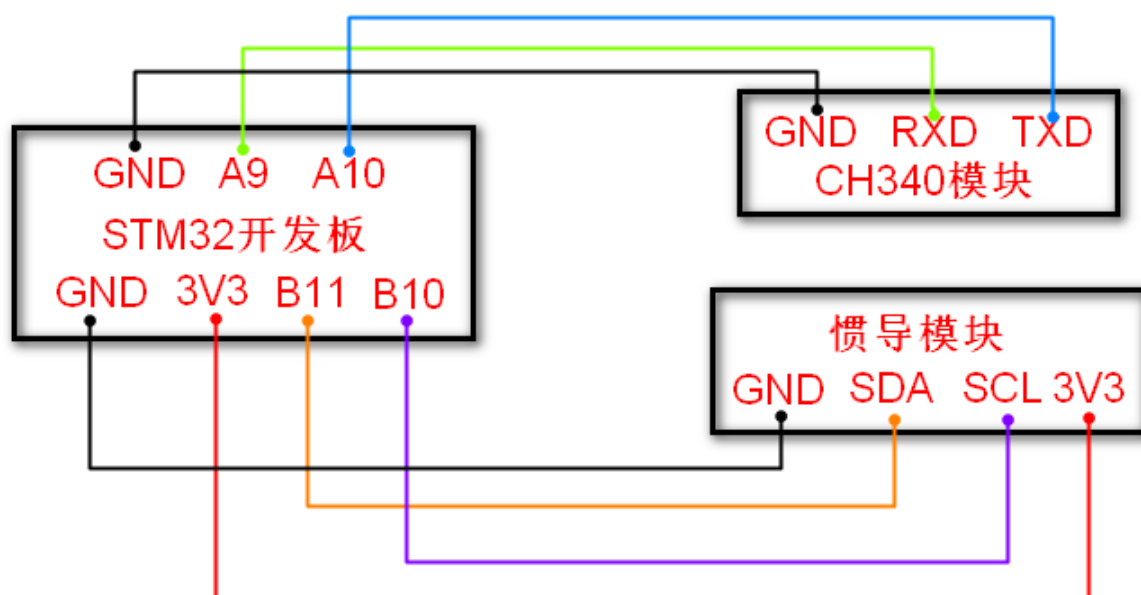 GND A9 A10
STM32开发板
GND 3V3 B11 B10
GND RXD TXD
CH340模块
惯导模块
GND SDA SCL 3V3